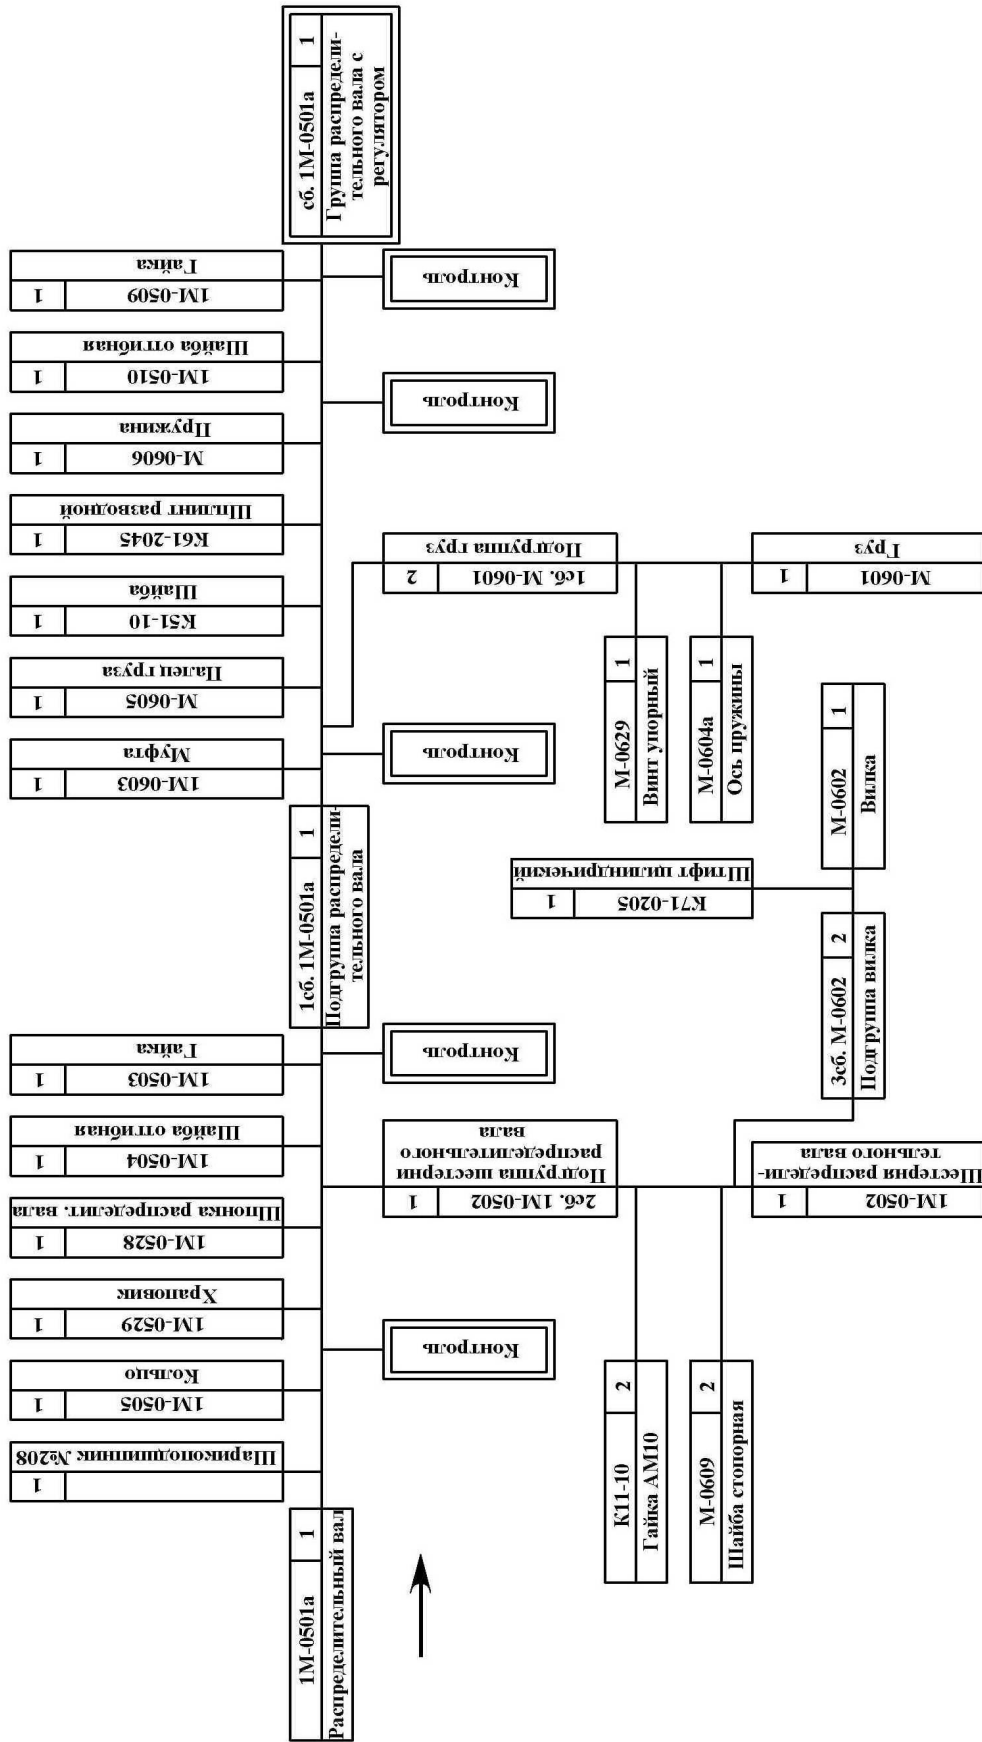 1М-0501а
1
Распределительный вал
1
Шарикоподшипник №208
1М-0505
1
Кольцо
1М-0529
1
Храповик
1М-0528
1
Шпонка распределит. вала
1М-0504
1
Шайба отгибная
1М-0503
1
Гайка
1сб. 1М-0501а
1
Подгруппа распредели-
тельного вала
1М-0603
1
Муфта
М-0605
1
Палец груза
К51-10
1
Шайба
К61-2045
1
Шплинт разводной
М-0606
1
Пружина
1М-0510
1
Шайба отгибная
1М-0509
1
Гайка
сб. 1М-0501а
1
Группа распредели-
тельного вала с
регулятором
Контроль
2сб. 1М-0502
1
Подгруппа шестерни
распределительного
вала
Контроль
Контроль
1сб. М-0601
2
Подгруппа груз
Контроль
Контроль
К11-10
2
Гайка АМ10
М-0609
2
Шайба стопорная
К71-0205
1
Штифт цилиндрический
М-0629
1
Винт упорный
М-0604а
1
Ось пружины
1М-0502
1
Шестерня распредели-
тельного вала
3сб. М-0602
2
Подгруппа вилка
М-0602
1
Вилка
М-0601
1
Груз